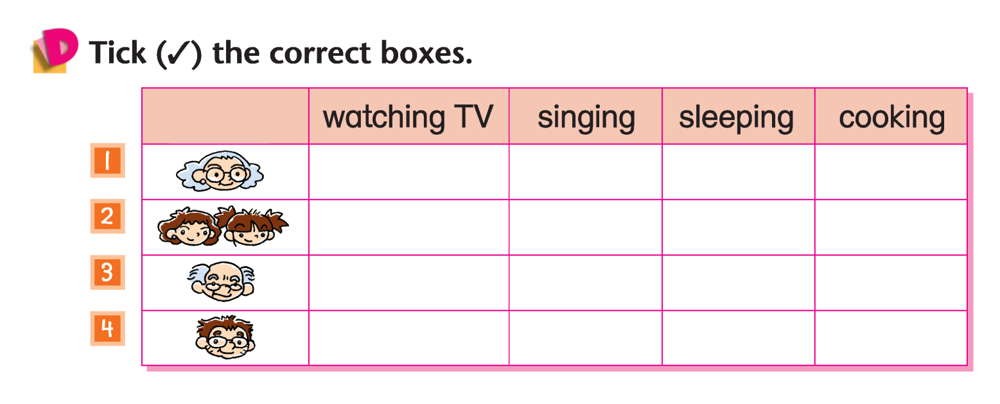 D Tick (✓) the correct boxes.
watching TV singing sleeping cooking
1
2
3
4